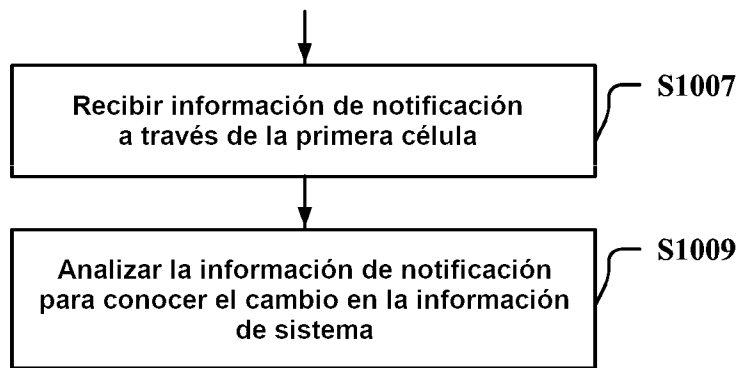 Recibir información de notificación
a través de la primera célula
S1007
Analizar la información de notificación
para conocer el cambio en la información
de sistema
S1009